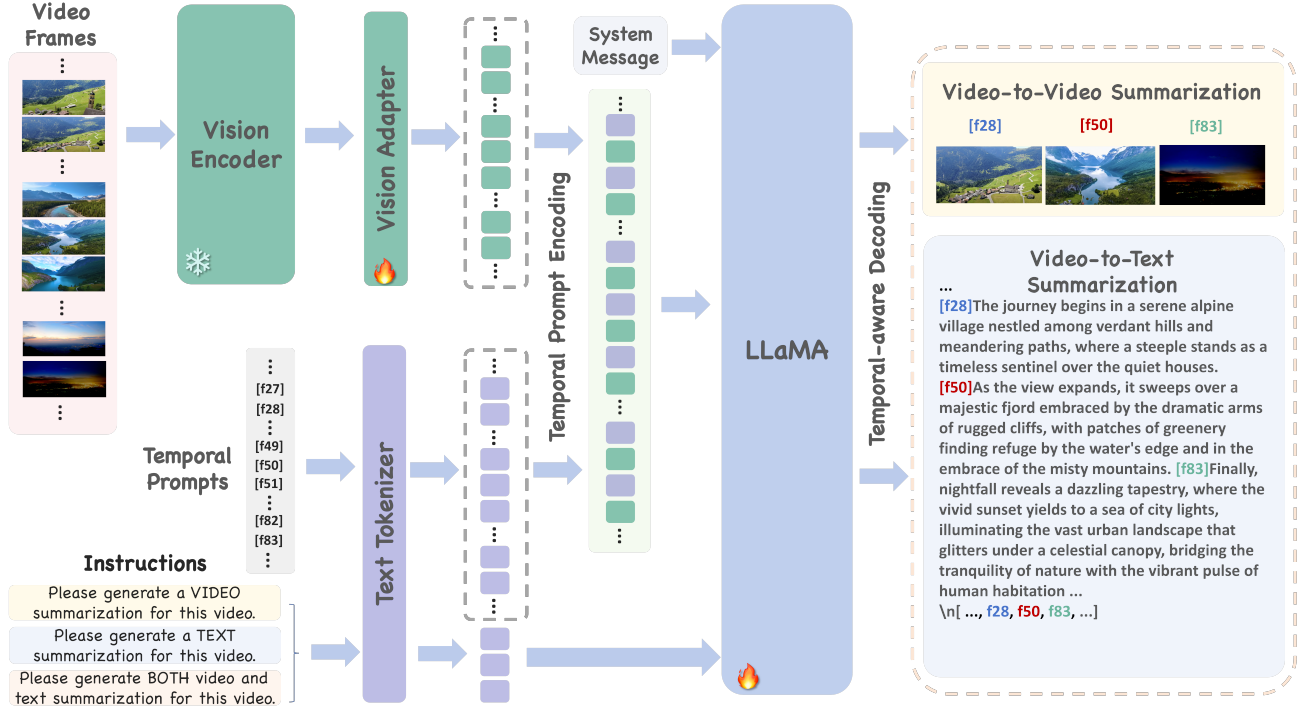 Video
Frames
Vision
Encoder
Vision Adapter
Temporal
Prompts
⋮
[f27]
[f28]
⋮
[f49]
[f50]
[f51]
⋮
[f82]
[f83]
⋮
Instructions
Please generate a VIDEO
summarization for this video.
Please generate a TEXT
summarization for this video.
Please generate BOTH video and
text summarization for this video.
Text Tokenizer
Temporal Prompt Encoding
System
Message
LLaMA
Temporal-aware Decoding
Video-to-Video Summarization
[f28] [f50] [f83]
Video-to-Text
Summarization
...
[f28]The journey begins in a serene alpine
village nestled among verdant hills and
meandering paths, where a steeple stands as a
timeless sentinel over the quiet houses.
[f50]As the view expands, it sweeps over a
majestic fjord embraced by the dramatic arms
of rugged cliffs, with patches of greenery
finding refuge by the water's edge and in the
embrace of the misty mountains. [f83]Finally,
nightfall reveals a dazzling tapestry, where the
vivid sunset yields to a sea of city lights,
illuminating the vast urban landscape that
glitters under a celestial canopy, bridging the
tranquility of nature with the vibrant pulse of
human habitation ...
\n[ ..., f28, f50, f83, ...]